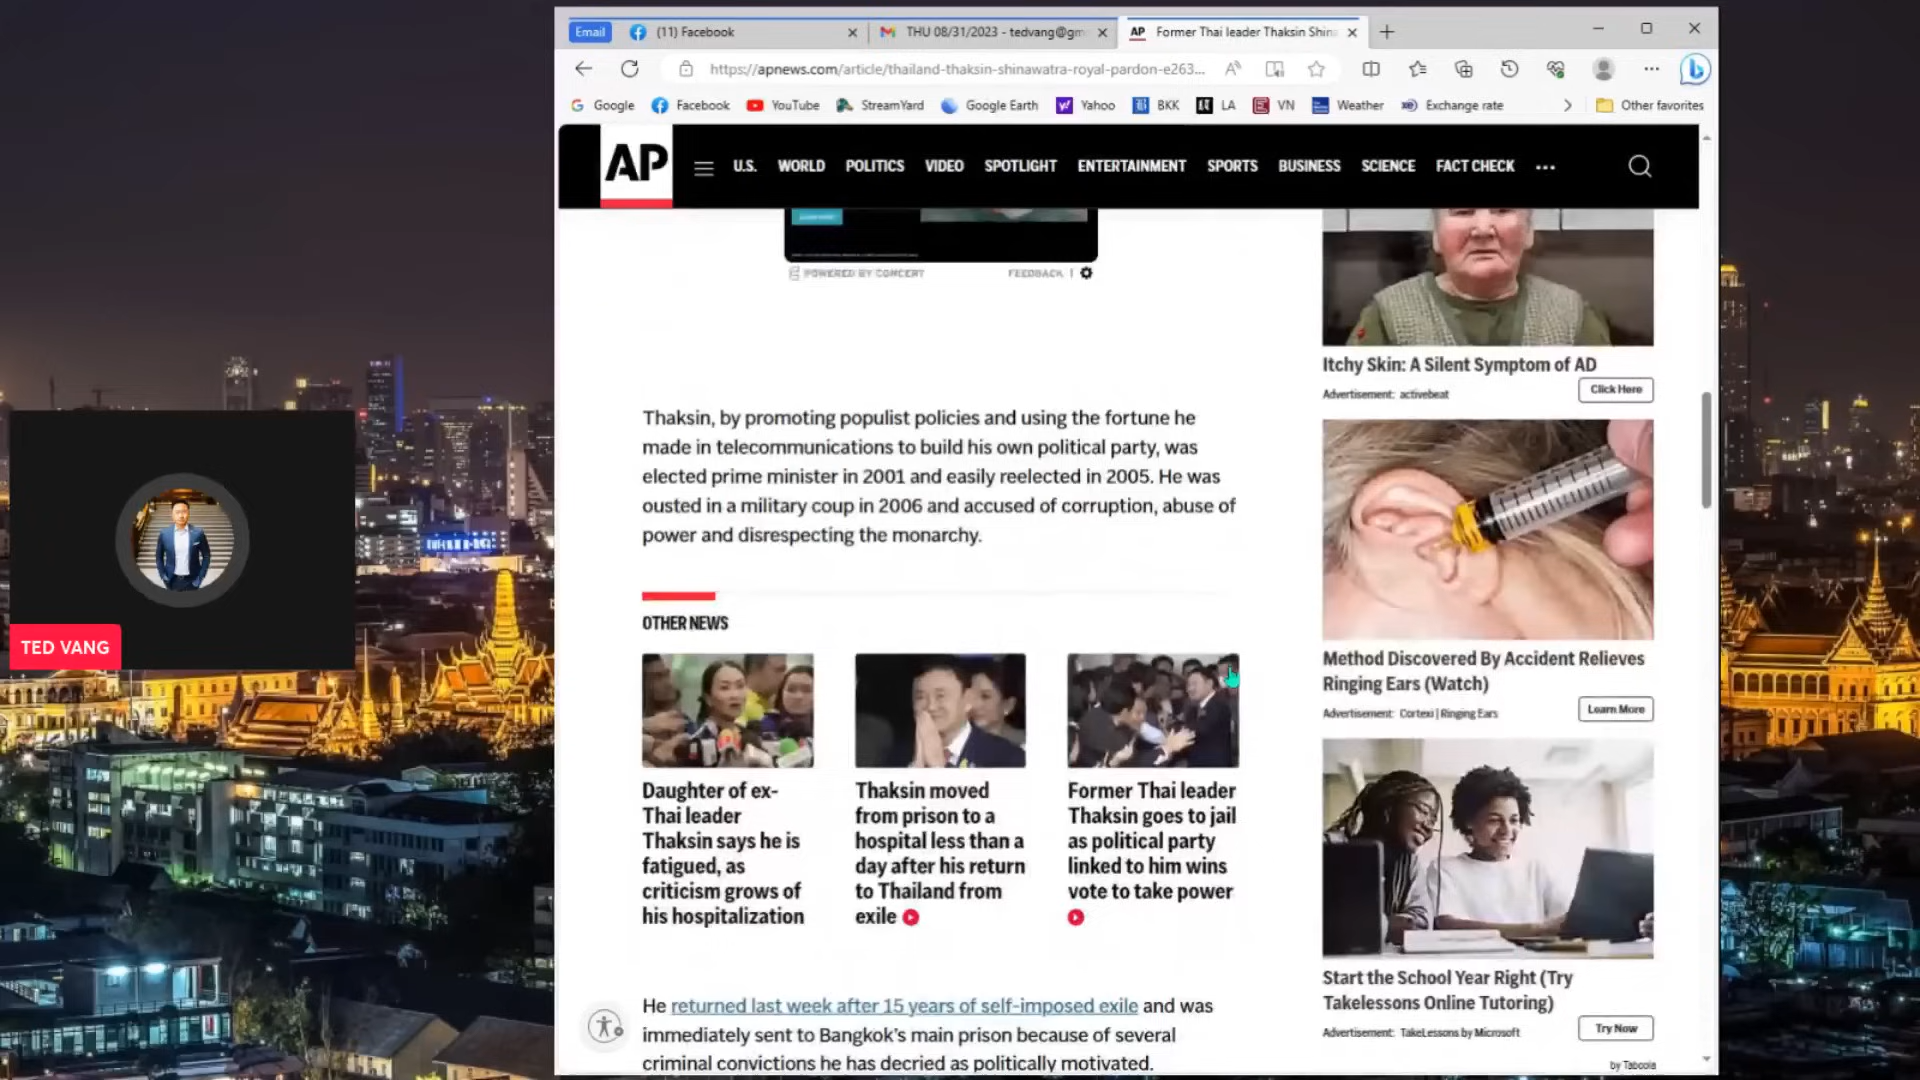 Email
(11) Facebook
THU 08/31/2023 - tedvang@gm
AP Former Thai leader Thaksin Shin
https://apnews.com/article/thailand-thaksin-shinawatra-royal-pardon-e263...
Google
Facebook
YouTube
StreamYard
Google Earth
Yahoo
BKK
LA
VN
Weather
Exchange rate
Other favorites
AP
U.S.
WORLD
POLITICS
VIDEO
SPOTLIGHT
ENTERTAINMENT
SPORTS
BUSINESS
SCIENCE
FACT CHECK
POWERED BY CONCERT
FEEDBACK
Thaksin, by promoting populist policies and using the fortune he
made in telecommunications to build his own political party, was
elected prime minister in 2001 and easily reelected in 2005. He was
ousted in a military coup in 2006 and accused of corruption, abuse of
power and disrespecting the monarchy.
OTHER NEWS
Daughter of ex-
Thai leader
Thaksin says he is
fatigued, as
criticism grows of
his hospitalization
Thaksin moved
from prison to a
hospital less than a
day after his return
to Thailand from
exile
Former Thai leader
Thaksin goes to jail
as political party
linked to him wins
vote to take power
He returned last week after 15 years of self-imposed exile and was
immediately sent to Bangkok's main prison because of several
criminal convictions he has decried as politically motivated.
Itchy Skin: A Silent Symptom of AD
Advertisement: activebeat
Click Here
Method Discovered By Accident Relieves
Ringing Ears (Watch)
Advertisement: Cortexi | Ringing Ears
Learn More
Start the School Year Right (Try
Takelessons Online Tutoring)
Advertisement: TakeLessons by Microsoft
Try Now
by Taboola
TED VANG